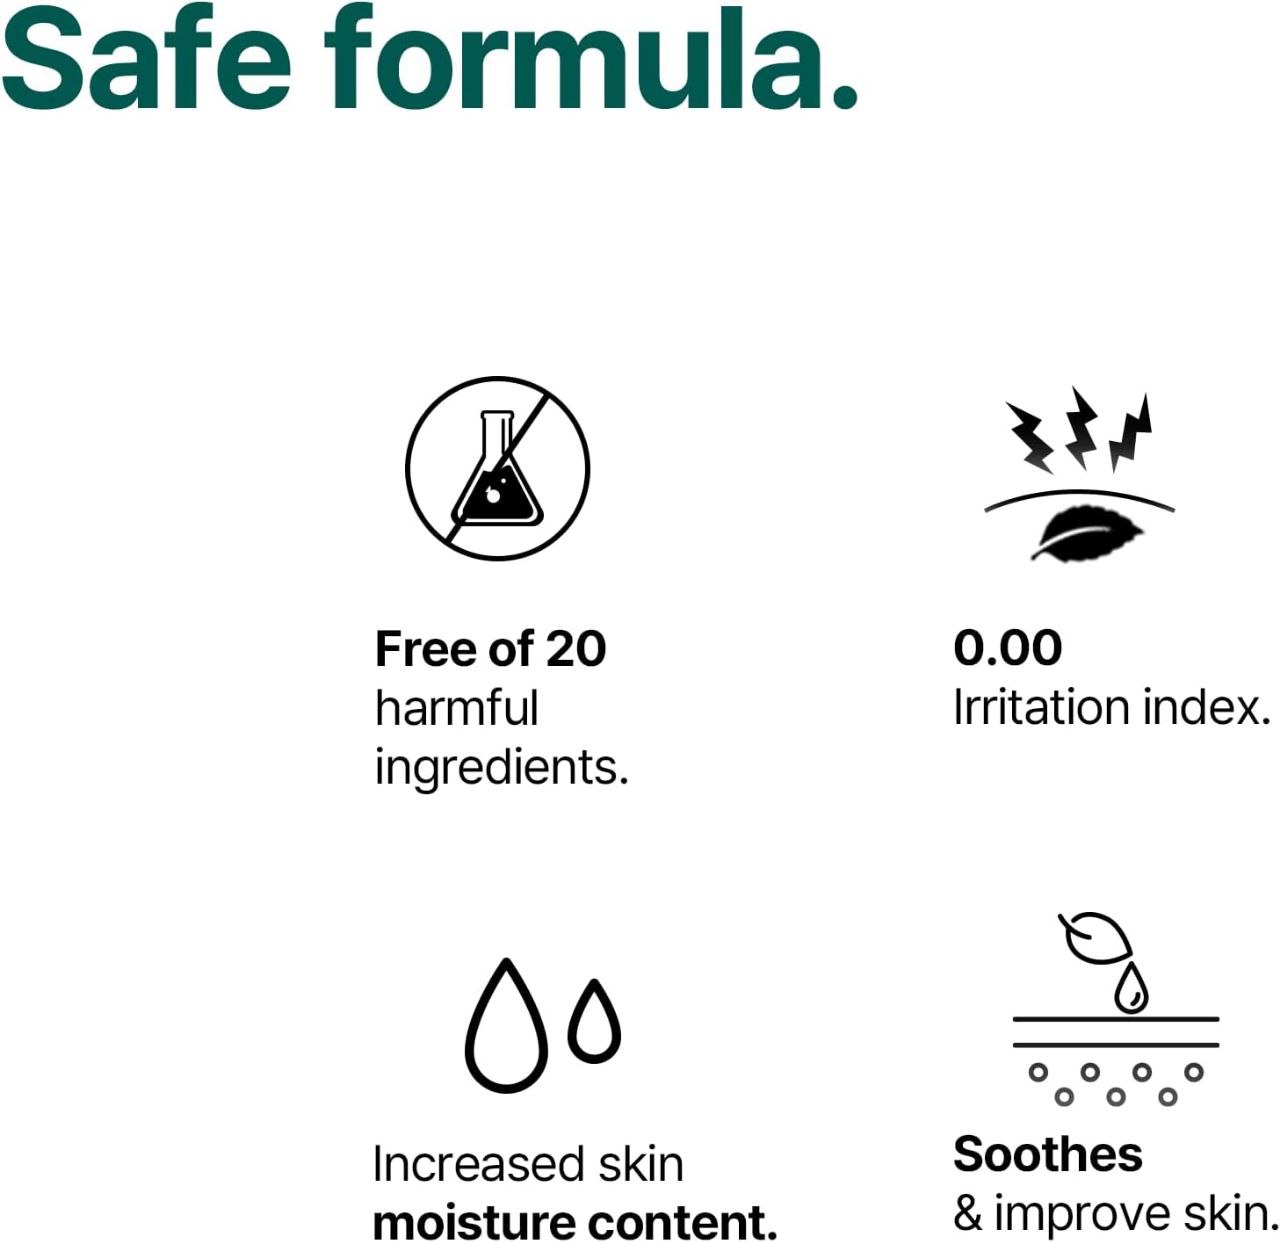 Safe formula.
Free of 20
harmful
ingredients.
0.00
Irritation index.
Increased skin
moisture content.
Soothes
& improve skin.